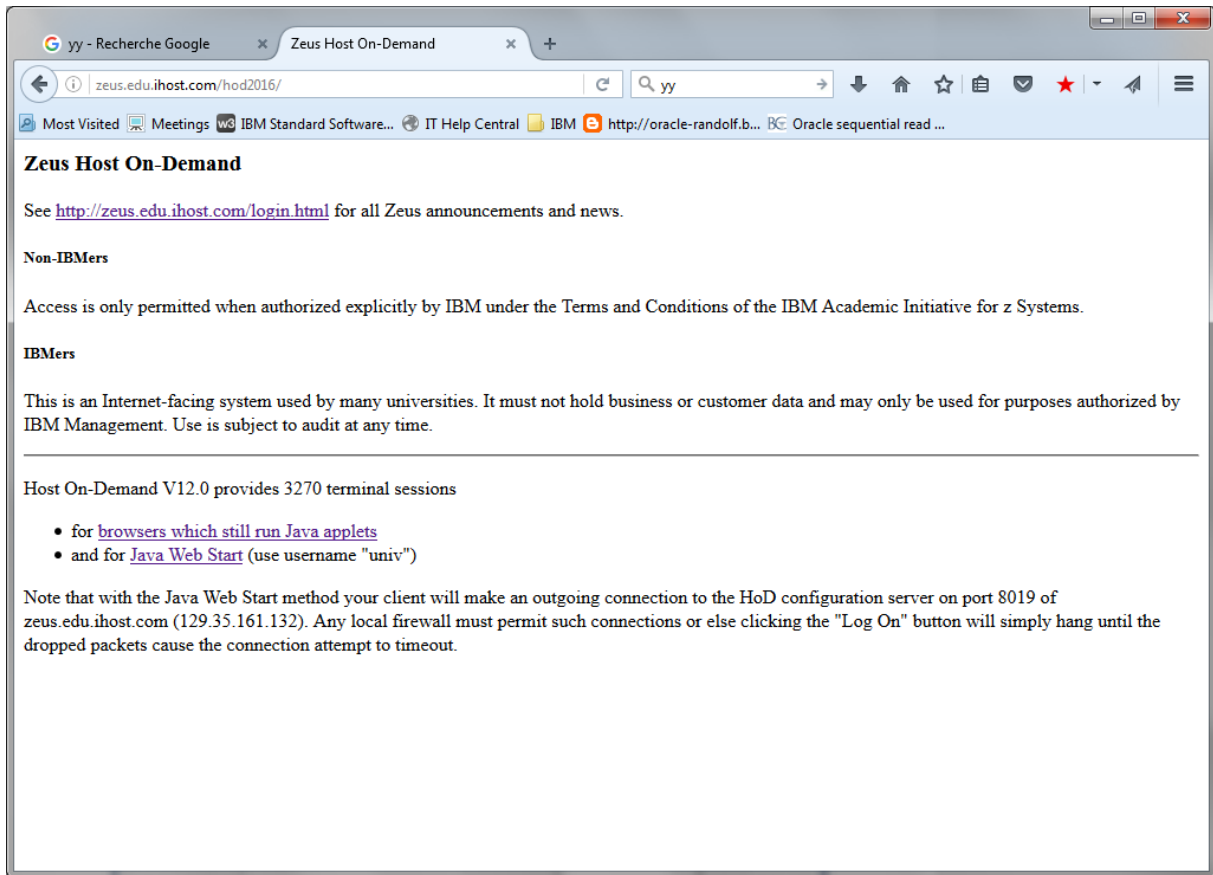 yy - Recherche Google
Zeus Host On-Demand
zeus.edu.ihost.com/hod2016/
yy
Most Visited Meetings w3 IBM Standard Software... IT Help Central IBM http://oracle-randolf.b... Oracle sequential read ...
Zeus Host On-Demand
See http://zeus.edu.ihost.com/login.html for all Zeus announcements and news.
Non-IBMers
Access is only permitted when authorized explicitly by IBM under the Terms and Conditions of the IBM Academic Initiative for z Systems.
IBMers
This is an Internet-facing system used by many universities. It must not hold business or customer data and may only be used for purposes authorized by
IBM Management. Use is subject to audit at any time.
Host On-Demand V12.0 provides 3270 terminal sessions
• for browsers which still run Java applets
• and for Java Web Start (use username "univ")
Note that with the Java Web Start method your client will make an outgoing connection to the HoD configuration server on port 8019 of
zeus.edu.ihost.com (129.35.161.132). Any local firewall must permit such connections or else clicking the "Log On" button will simply hang until the
dropped packets cause the connection attempt to timeout.